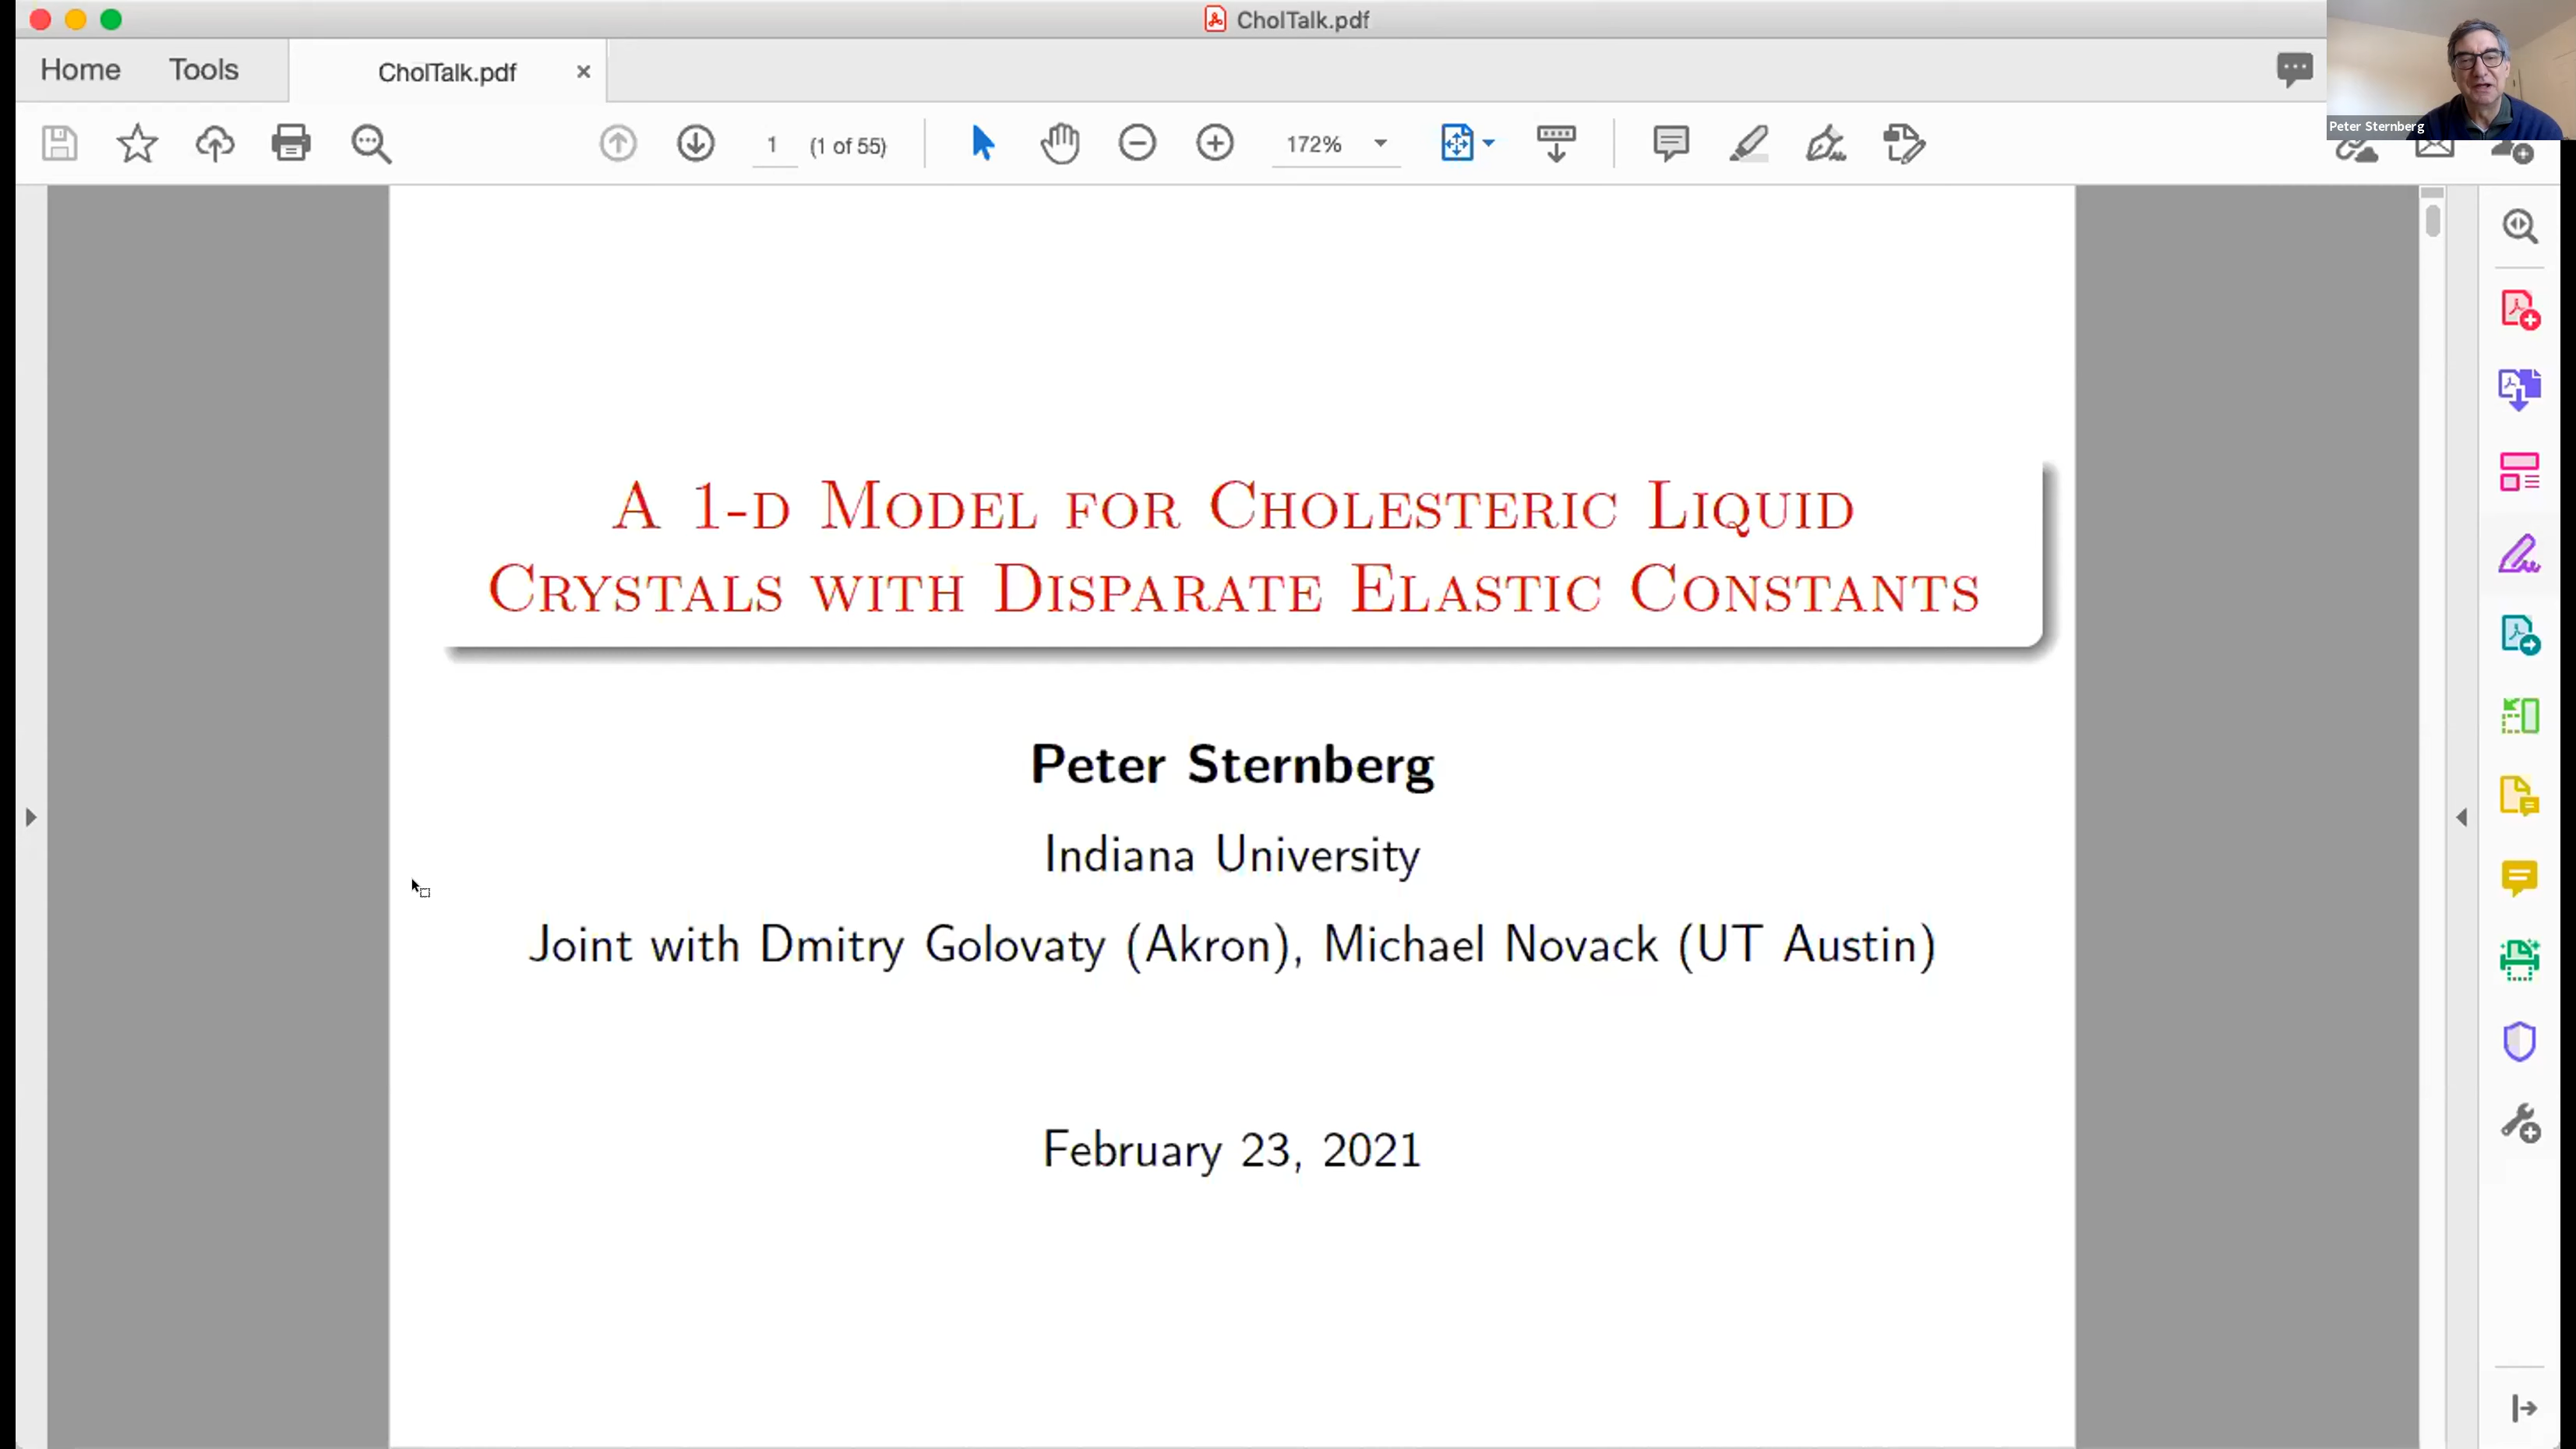 CholTalk.pdf
Home Tools CholTalk.pdf
Peter Sternberg
1 (1 of 55) 172%
A 1-D MODEL FOR CHOLESTERIC LIQUID
CRYSTALS WITH DISPARATE ELASTIC CONSTANTS
Peter Sternberg
Indiana University
Joint with Dmitry Golovaty (Akron), Michael Novack (UT Austin)
February 23, 2021